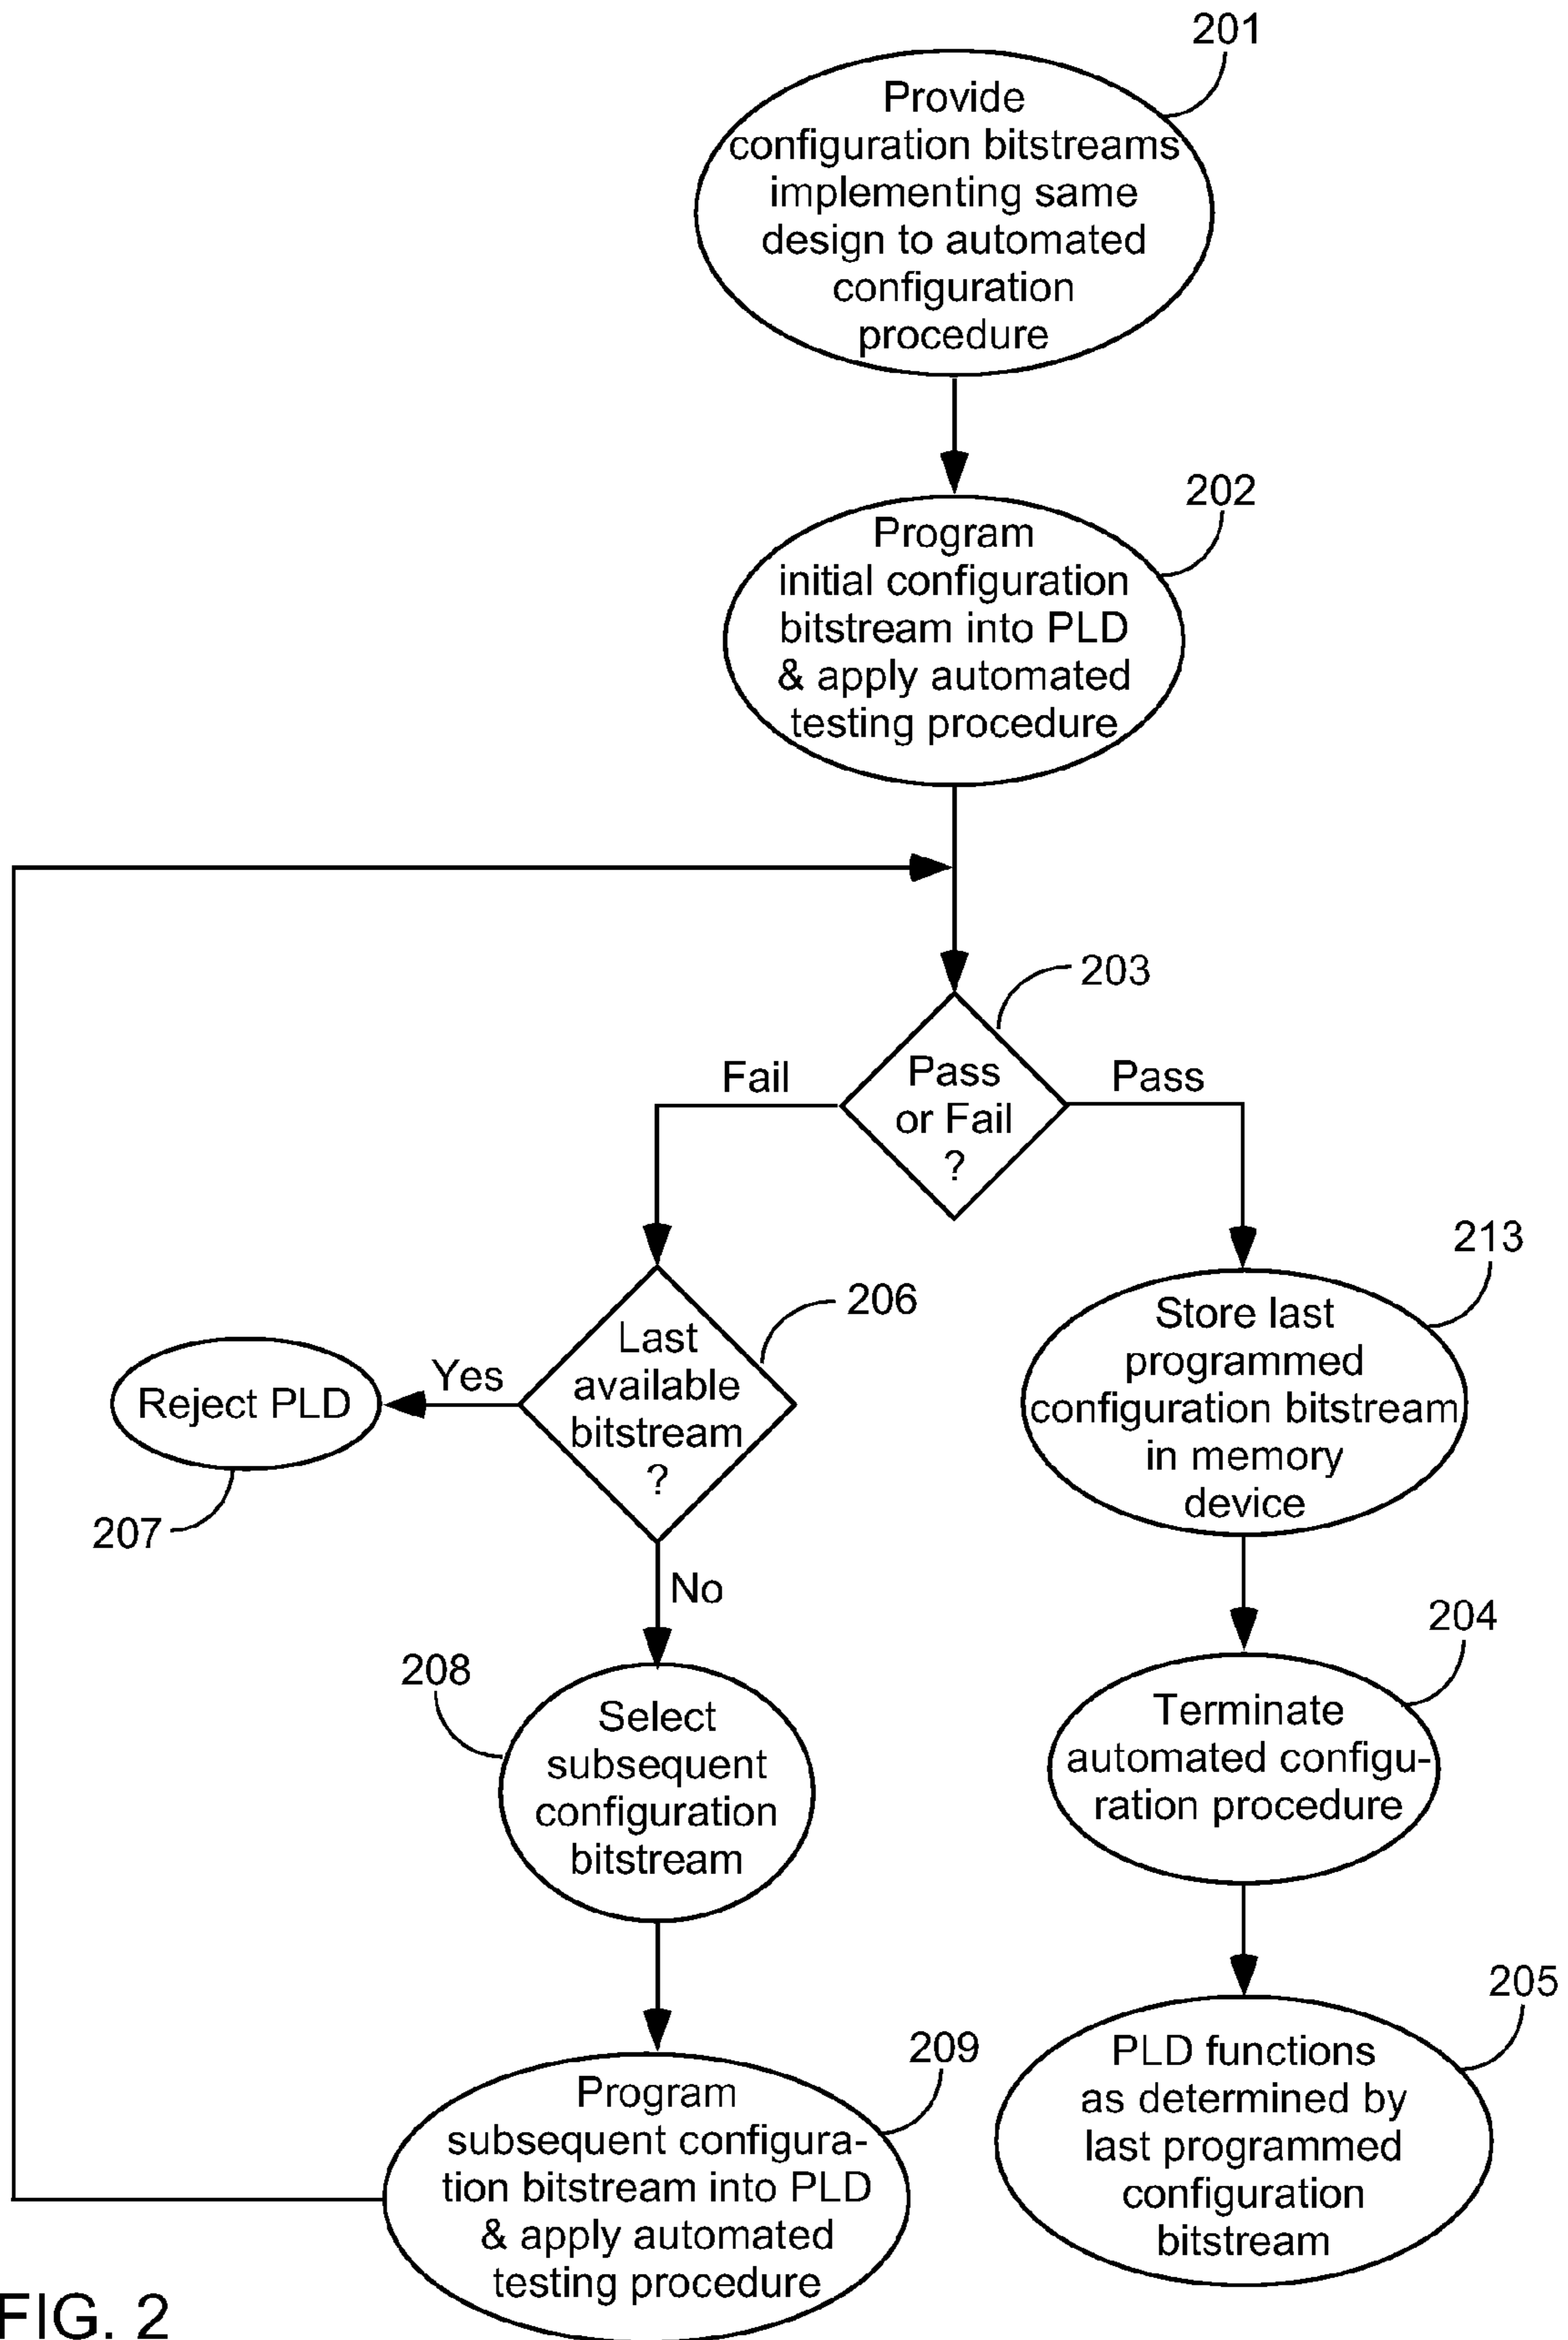 201
Provide
configuration bitstreams
implementing same
design to automated
configuration
procedure
202
Program
initial configuration
bitstream into PLD
& apply automated
testing procedure
203
Fail
Pass
or Fail
?
Pass
213
206
Last
available
bitstream
?
Yes
Reject PLD
207
Store last
programmed
configuration bitstream
in memory
device
No
204
208
Select
subsequent
configuration
bitstream
Terminate
automated configu-
ration procedure
205
209
Program
subsequent configura-
tion bitstream into PLD
& apply automated
testing procedure
PLD functions
as determined by
last programmed
configuration
bitstream
FIG. 2